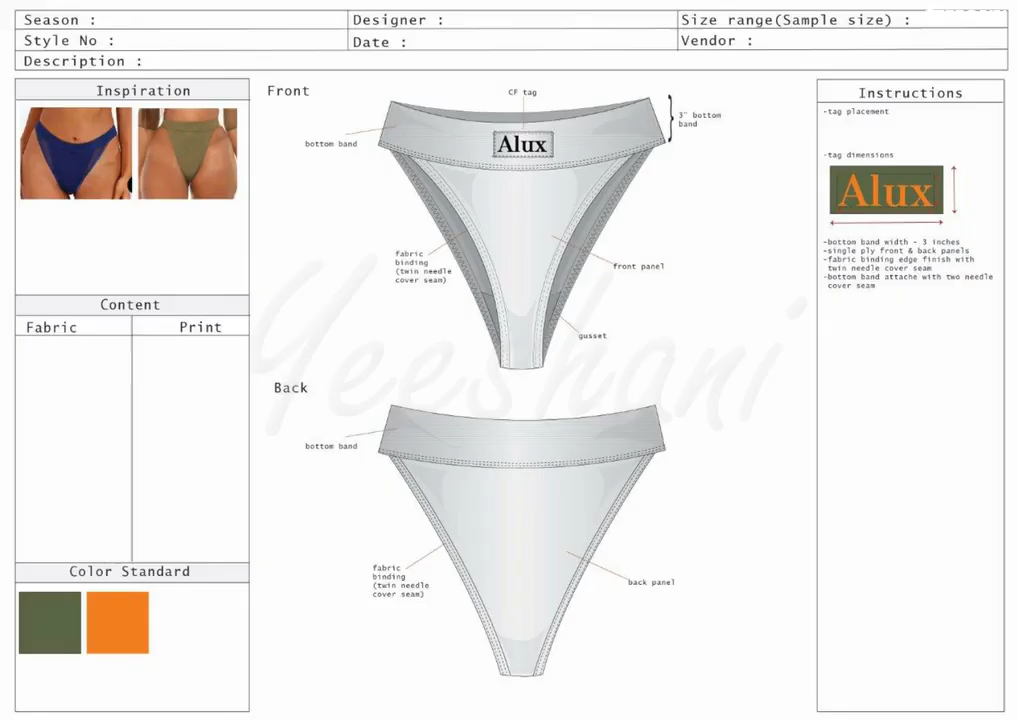 Season :
Designer :
Size range(Sample size) :
Style No :
Date :
Vendor :
Description :
Inspiration
Content
Fabric
Print
Color Standard
Front
CF tag
bottom band
Alux
3" bottom
band
fabric
binding
(twin needle
cover seam)
front panel
gusset
Yeeshani
Back
bottom band
fabric
binding
(twin needle
cover seam)
back panel
Instructions
-tag placement
-tag dimensions
Alux
-bottom band width - 3 inches
-single ply front & back panels
-fabric binding edge finish with
twin needle cover seam
-bottom band attache with two needle
cover seam